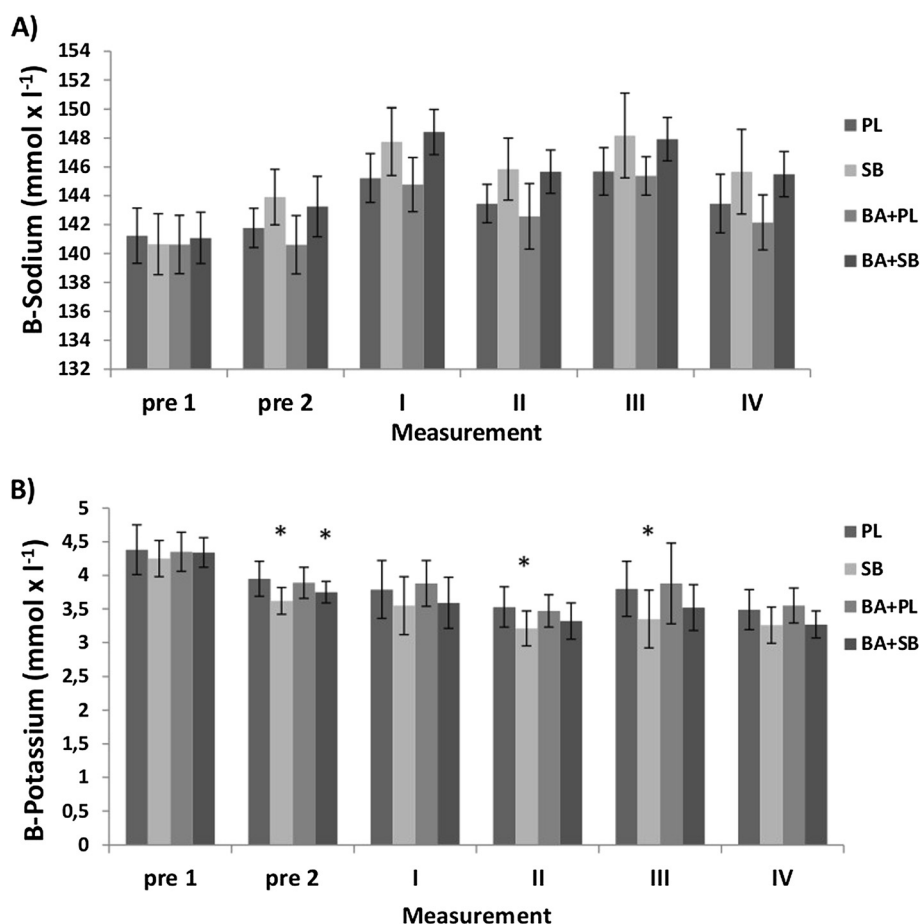 A)
B-Sodium (mmol x l-1)
154
152
150
148
146
144
142
140
138
136
134
132
pre 1 pre 2 I II III IV
Measurement
PL
SB
BA+PL
BA+SB
B)
B-Potassium (mmol x l-1)
5
4,5
4
3,5
3
2,5
2
1,5
1
0,5
0
* * * *
pre 1 pre 2 I II III IV
Measurement
PL
SB
BA+PL
BA+SB